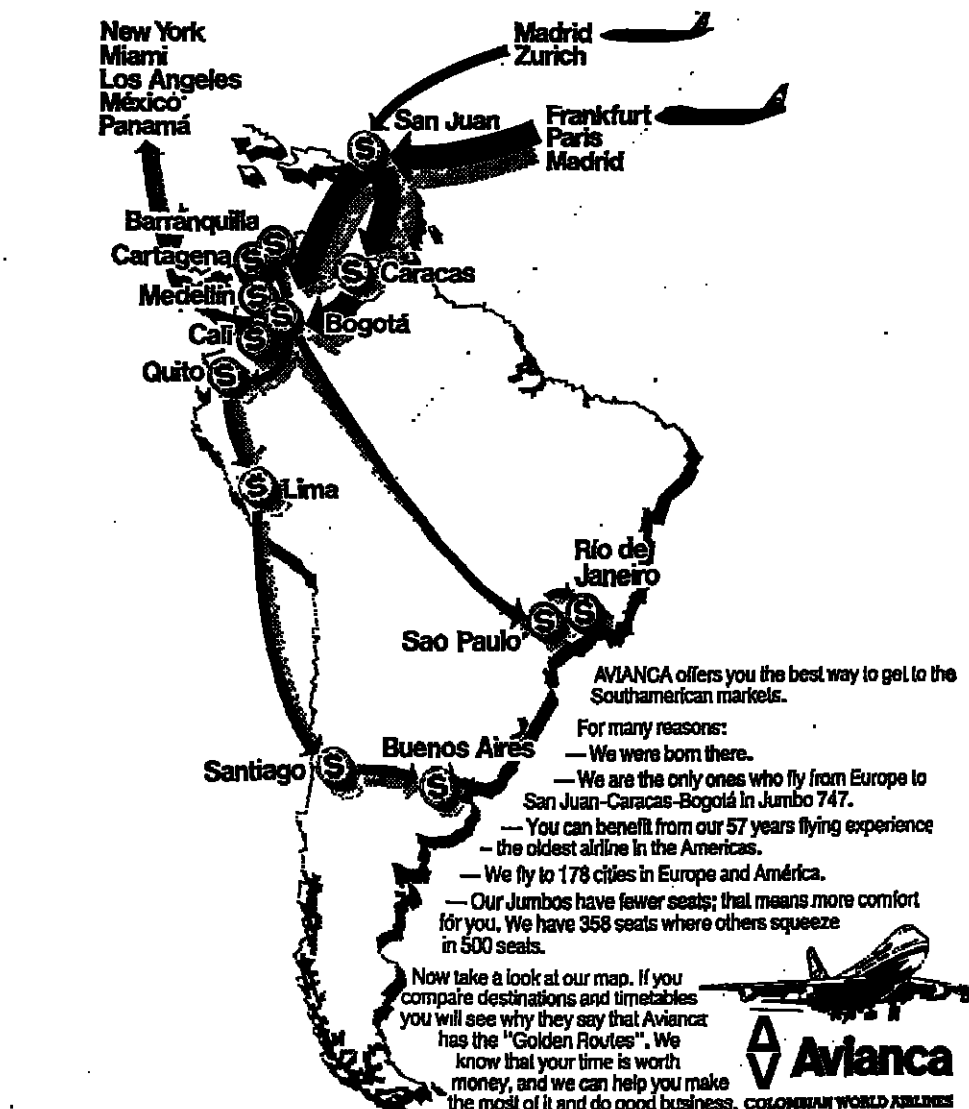 New York
Miami
Los Angeles
México
Panamá
Madrid
Zurich
San Juan
Frankfurt
Paris
Madrid
Barranquilla
Cartagena
Caracas
Medellín
Bogotá
Cali
Quito
Lima
Río de
Janeiro
Sao Paulo
Santiago
Buenos Aires
S
S
S
S
S
S
S
S
S
S
S
S
S
AVIANCA offers you the best way to get to the
Southamerican markets.
For many reasons:
— We were born there.
— We are the only ones who fly from Europe to
San Juan-Caracas-Bogotá in Jumbo 747.
— You can benefit from our 57 years flying experience
– the oldest airline in the Americas.
— We fly to 178 cities in Europe and América.
— Our Jumbos have fewer seats; that means more comfort
for you. We have 358 seats where others squeeze
in 500 seats.
Now take a look at our map. If you
compare destinations and timetables
you will see why they say that Avianca
has the "Golden Routes". We
know that your time is worth
money, and we can help you make
the most of it and do good business.
Avianca
COLOMBIAN WORLD AIRLINES